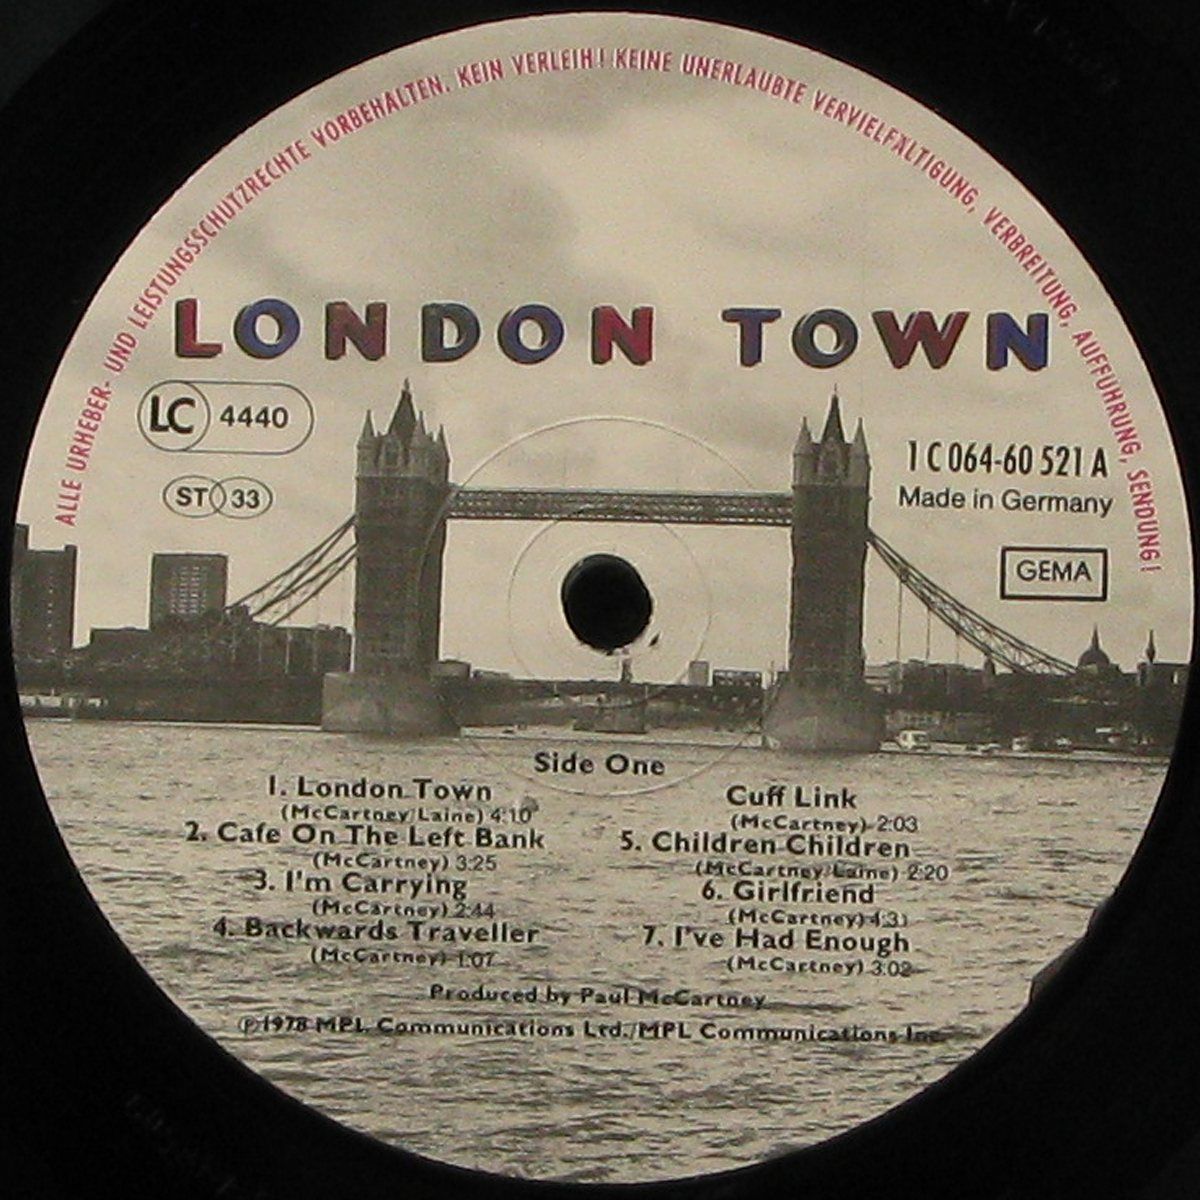 ALLE URHEBER- UND LEISTUNGSSCHUTZRECHTE VORBEHALTEN. KEIN VERLEIH! KEINE UNERLAUBTE VERVIELFÄLTIGUNG, VERBREITUNG, AUFFÜHRUNG, SENDUNG!
LONDON TOWN
LC 4440
ST 33
1 C 064-60 521 A
Made in Germany
GEMA
Side One
1. London Town
(McCartney/Laine) 4:10
2. Cafe On The Left Bank
(McCartney) 3:25
3. I'm Carrying
(McCartney) 2:44
4. Backwards Traveller
(McCartney) 1:07
Cuff Link
(McCartney) 2:03
5. Children Children
(McCartney/Laine) 2:20
6. Girlfriend
(McCartney) 4:31
7. I've Had Enough
(McCartney) 3:02
Produced by Paul McCartney
℗1978 MPL Communications Ltd./MPL Communications Inc.